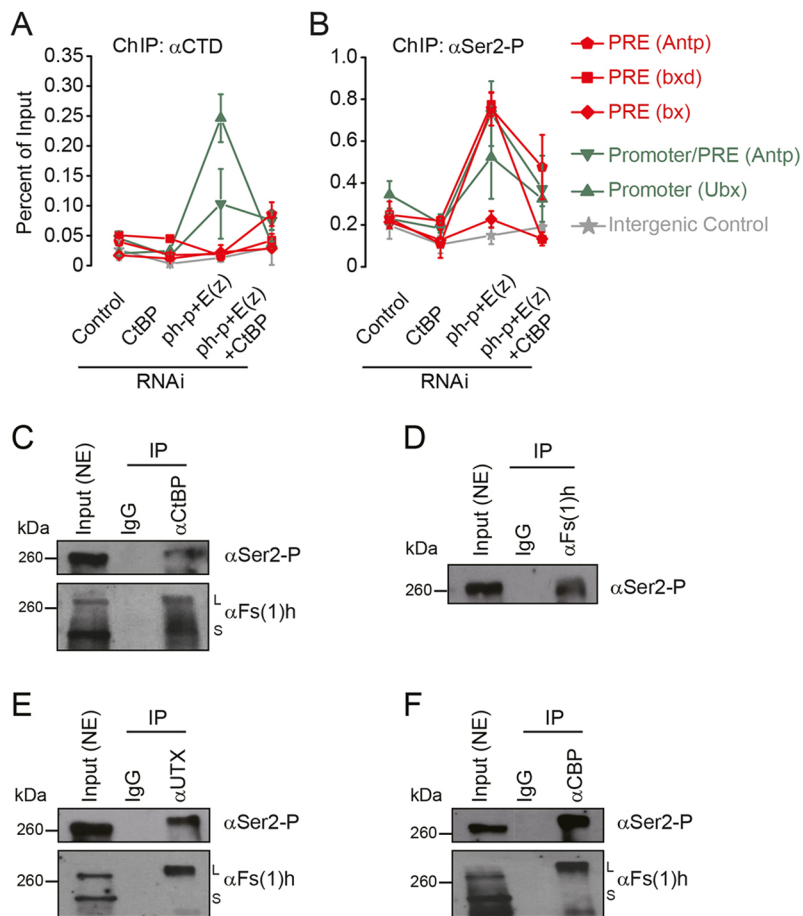 A
ChIP: αCTD
Percent of Input
0.35
0.30
0.25
0.20
0.15
0.10
0.05
0
Control
CtBP
ph-p+E(z)
ph-p+E(z)
+CtBP
RNAi
B
ChIP: αSer2-P
1.0
0.8
0.6
0.4
0.2
0
Control
CtBP
ph-p+E(z)
ph-p+E(z)
+CtBP
RNAi
PRE (Antp)
PRE (bxd)
PRE (bx)
Promoter/PRE (Antp)
Promoter (Ubx)
Intergenic Control
C
IP
Input (NE)
IgG
αCtBP
kDa
260
αSer2-P
260
L
αFs(1)h
S
D
IP
Input (NE)
IgG
αFs(1)h
kDa
260
αSer2-P
E
IP
Input (NE)
IgG
αUTX
kDa
260
αSer2-P
260
L
αFs(1)h
S
F
IP
Input (NE)
IgG
αCBP
kDa
260
αSer2-P
260
L
αFs(1)h
S